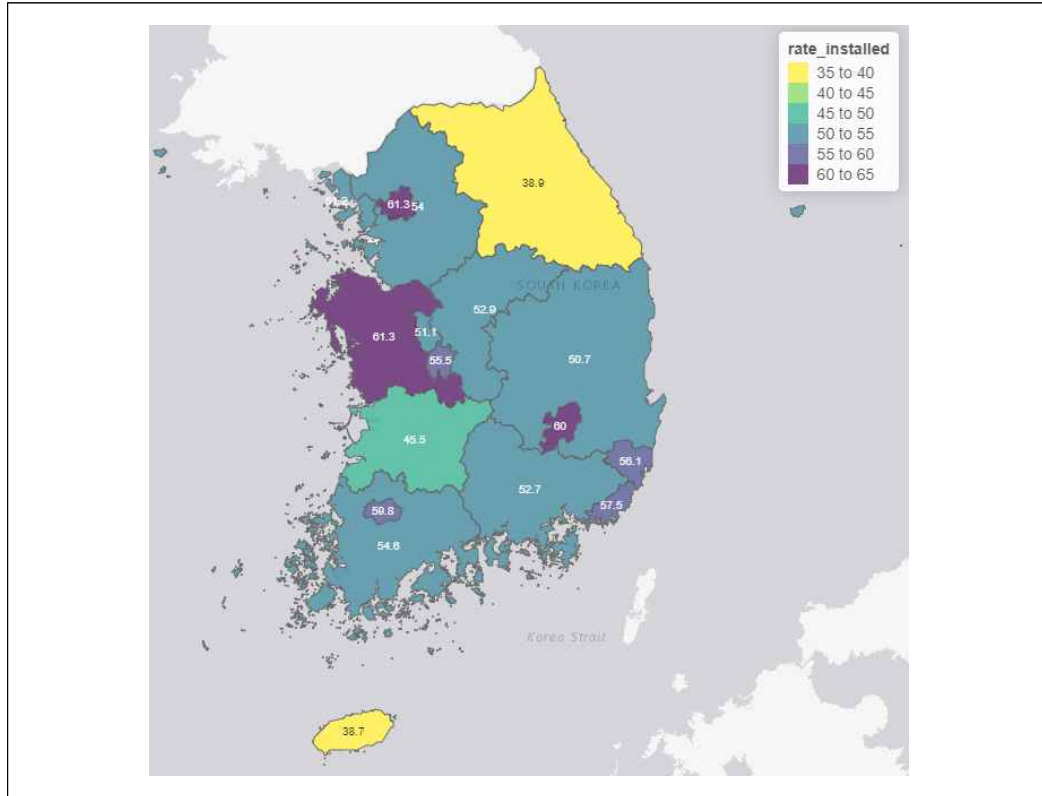 rate_installed
35 to 40
40 to 45
45 to 50
50 to 55
55 to 60
60 to 65
38.9
61.3
54
SOUTH KOREA
52.9
61.3
51.1
55.5
50.7
60
45.5
56.1
52.7
57.5
59.8
54.6
Korea Strait
38.7